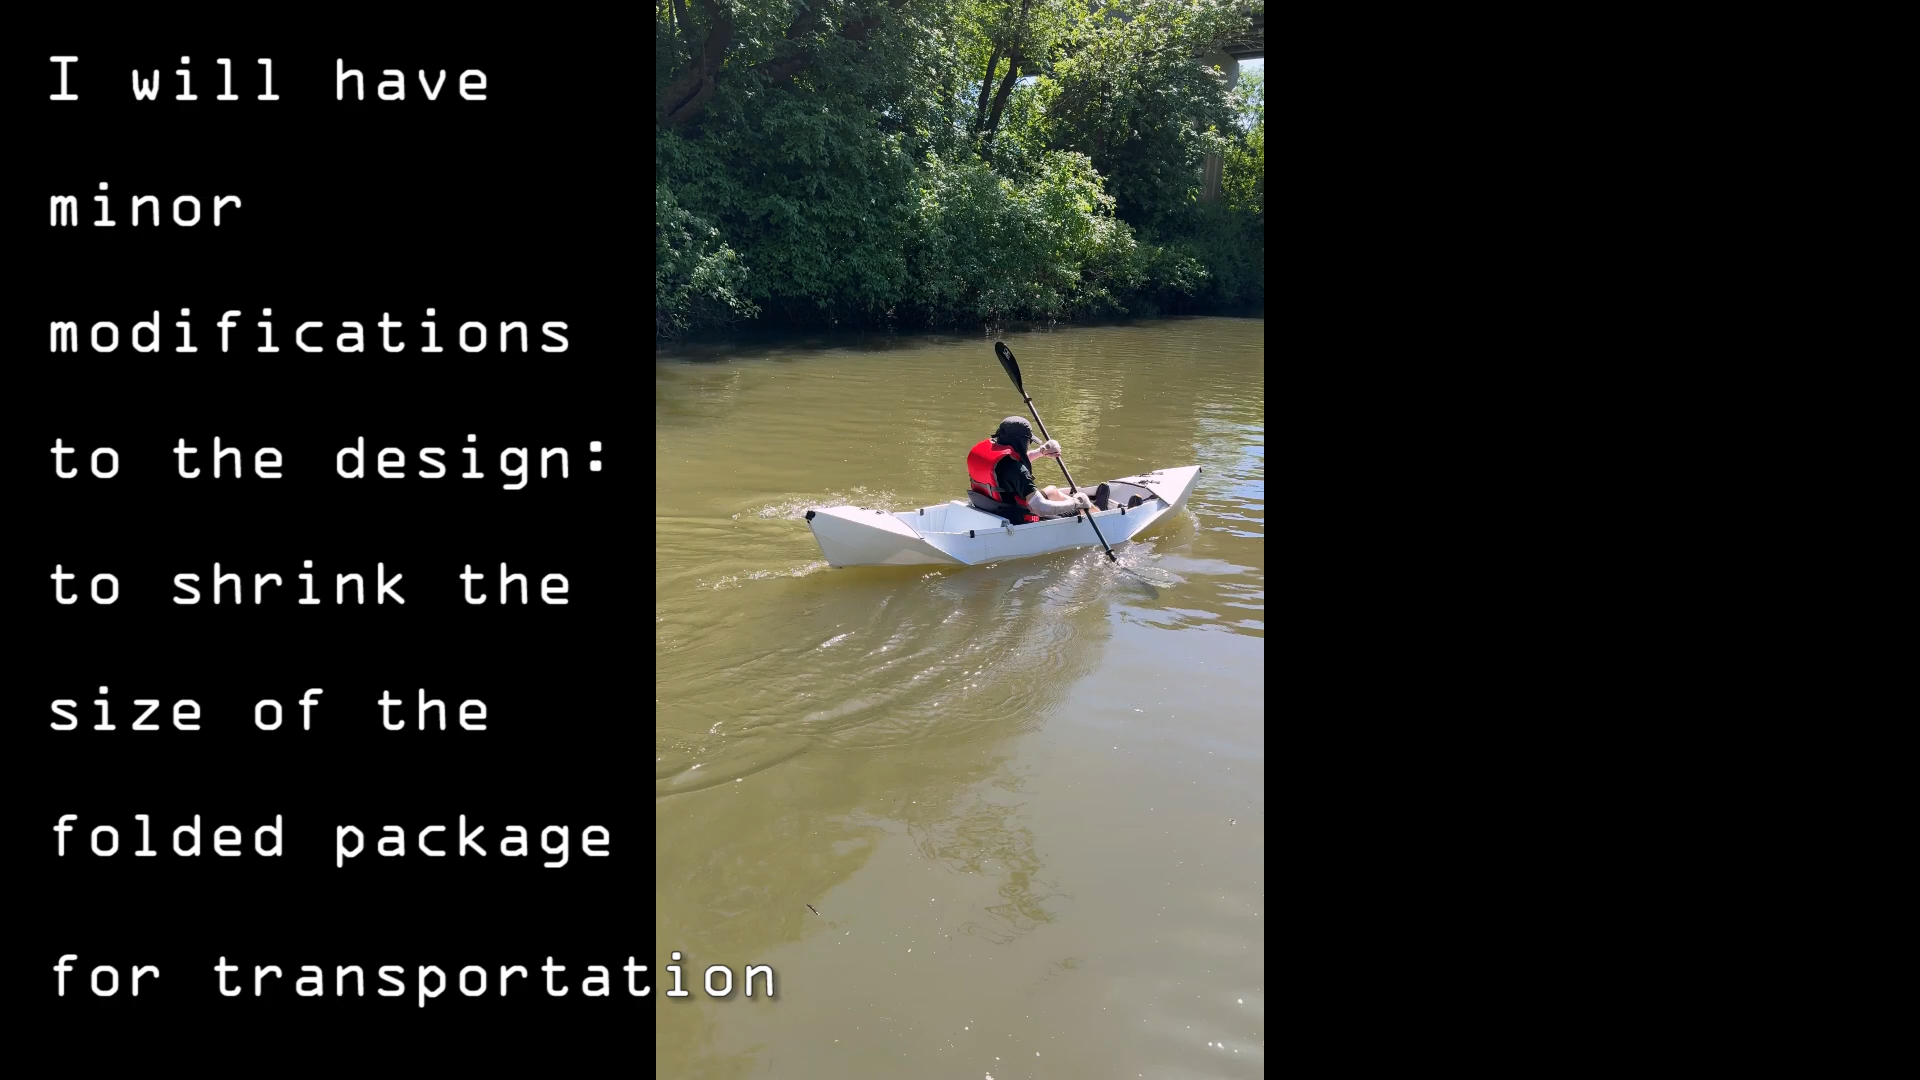 I will have
minor
modifications
to the design:
to shrink the
size of the
folded package
for transportation